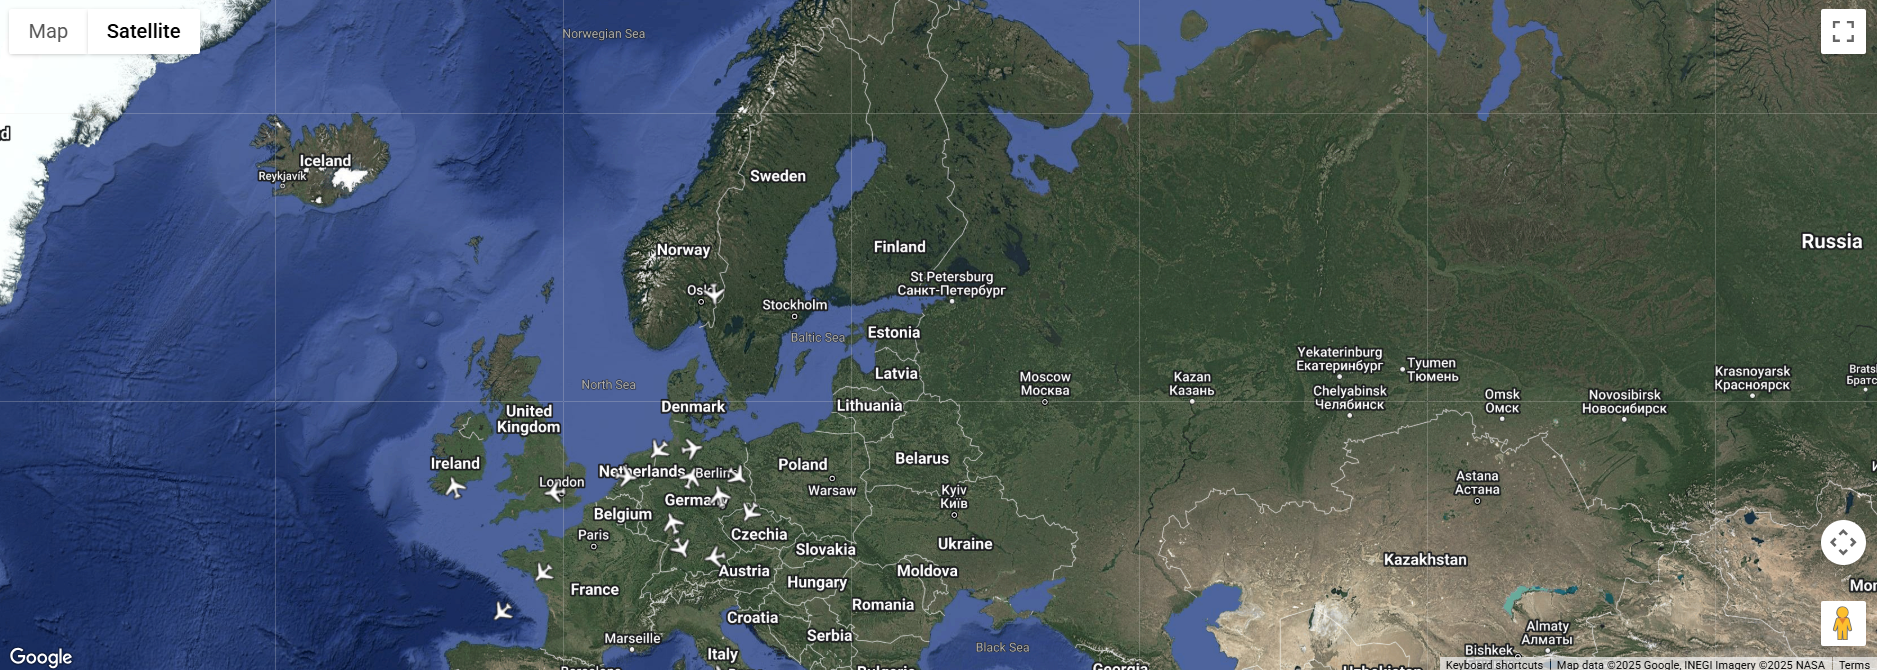 Map
Satellite
Norwegian Sea
d
Iceland
Reykjavík
Sweden
Norway
Finland
Russia
St Petersburg
Санкт-Петербург
Stockholm
Baltic Sea
Estonia
Latvia
Lithuania
North Sea
Denmark
United
Kingdom
Ireland
London
Netherlands
Berlin
Poland
Warsaw
Belarus
Moscow
Москва
Kazan
Казань
Yekaterinburg
Екатеринбург
Tyumen
Тюмень
Chelyabinsk
Челябинск
Omsk
Омск
Novosibirsk
Новосибирск
Krasnoyarsk
Красноярск
Brats
Братс
Astana
Астана
Kyiv
Київ
Belgium
Paris
Czechia
Slovakia
Ukraine
Kazakhstan
Austria
Moldova
France
Hungary
Romania
Croatia
Serbia
Marseille
Italy
Black Sea
Almaty
Алматы
Bishkek
Mon
Georgia
Google
Keyboard shortcuts
Map data ©2025 Google, INEGI Imagery ©2025 NASA
Terms